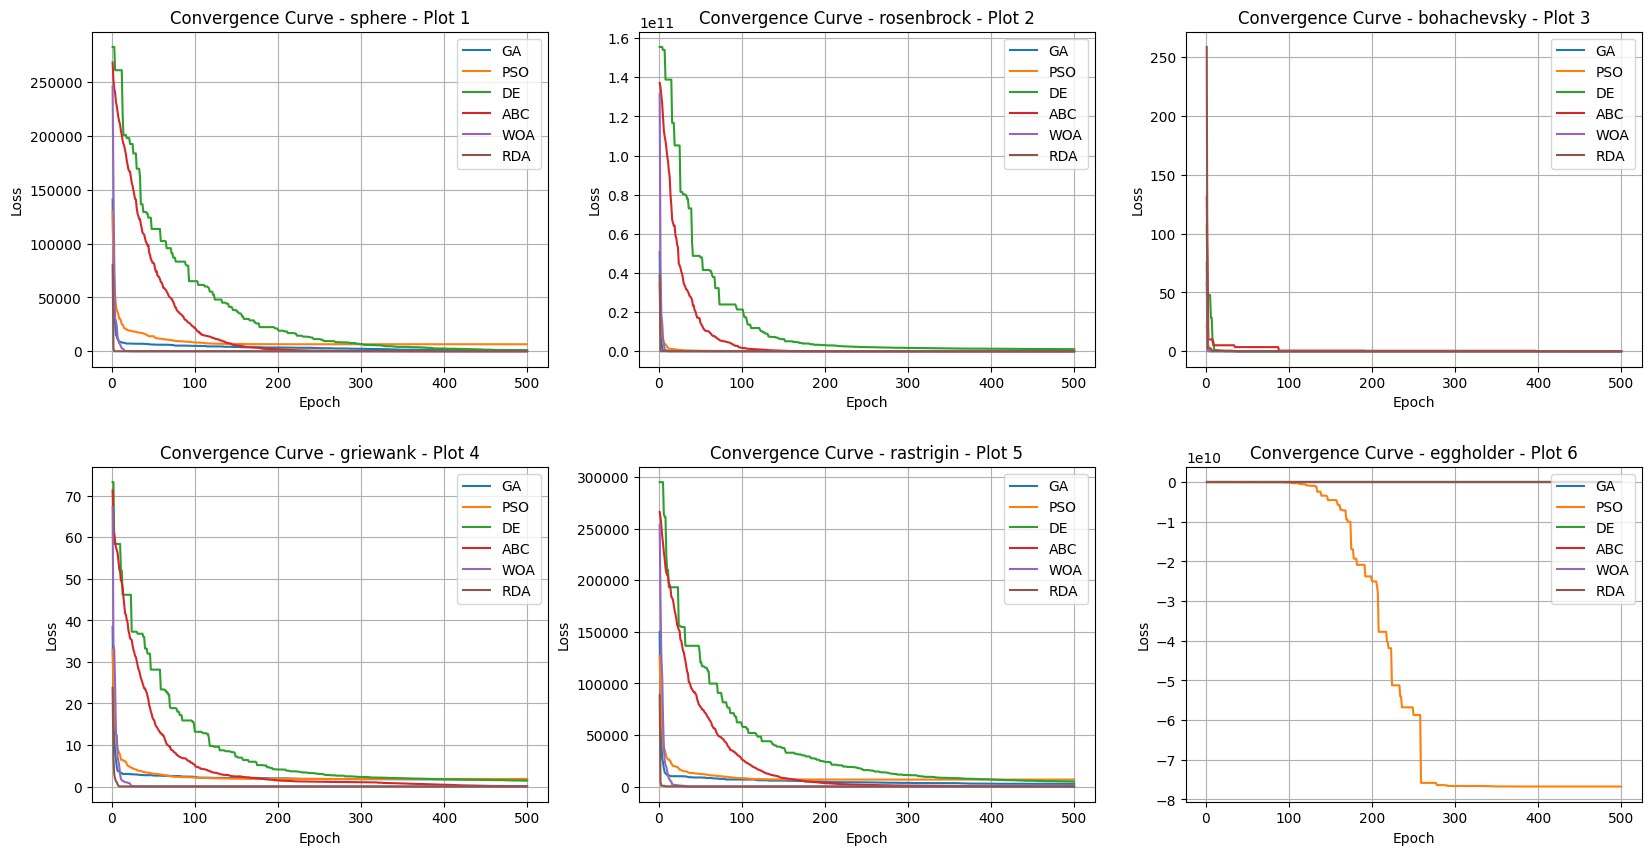 Convergence Curve - sphere - Plot 1
GA
PSO
DE
ABC
WOA
RDA
250000
200000
150000
100000
50000
0
Loss
0 100 200 300 400 500
Epoch
Convergence Curve - rosenbrock - Plot 2
1e11
GA
PSO
DE
ABC
WOA
RDA
1.6
1.4
1.2
1.0
0.8
0.6
0.4
0.2
0.0
Loss
0 100 200 300 400 500
Epoch
Convergence Curve - bohachevsky - Plot 3
GA
PSO
DE
ABC
WOA
RDA
250
200
150
100
50
0
Loss
0 100 200 300 400 500
Epoch
Convergence Curve - griewank - Plot 4
GA
PSO
DE
ABC
WOA
RDA
70
60
50
40
30
20
10
0
Loss
0 100 200 300 400 500
Epoch
Convergence Curve - rastrigin - Plot 5
GA
PSO
DE
ABC
WOA
RDA
300000
250000
200000
150000
100000
50000
0
Loss
0 100 200 300 400 500
Epoch
Convergence Curve - eggholder - Plot 6
1e10
GA
PSO
DE
ABC
WOA
RDA
0
−1
−2
−3
−4
−5
−6
−7
−8
Loss
0 100 200 300 400 500
Epoch